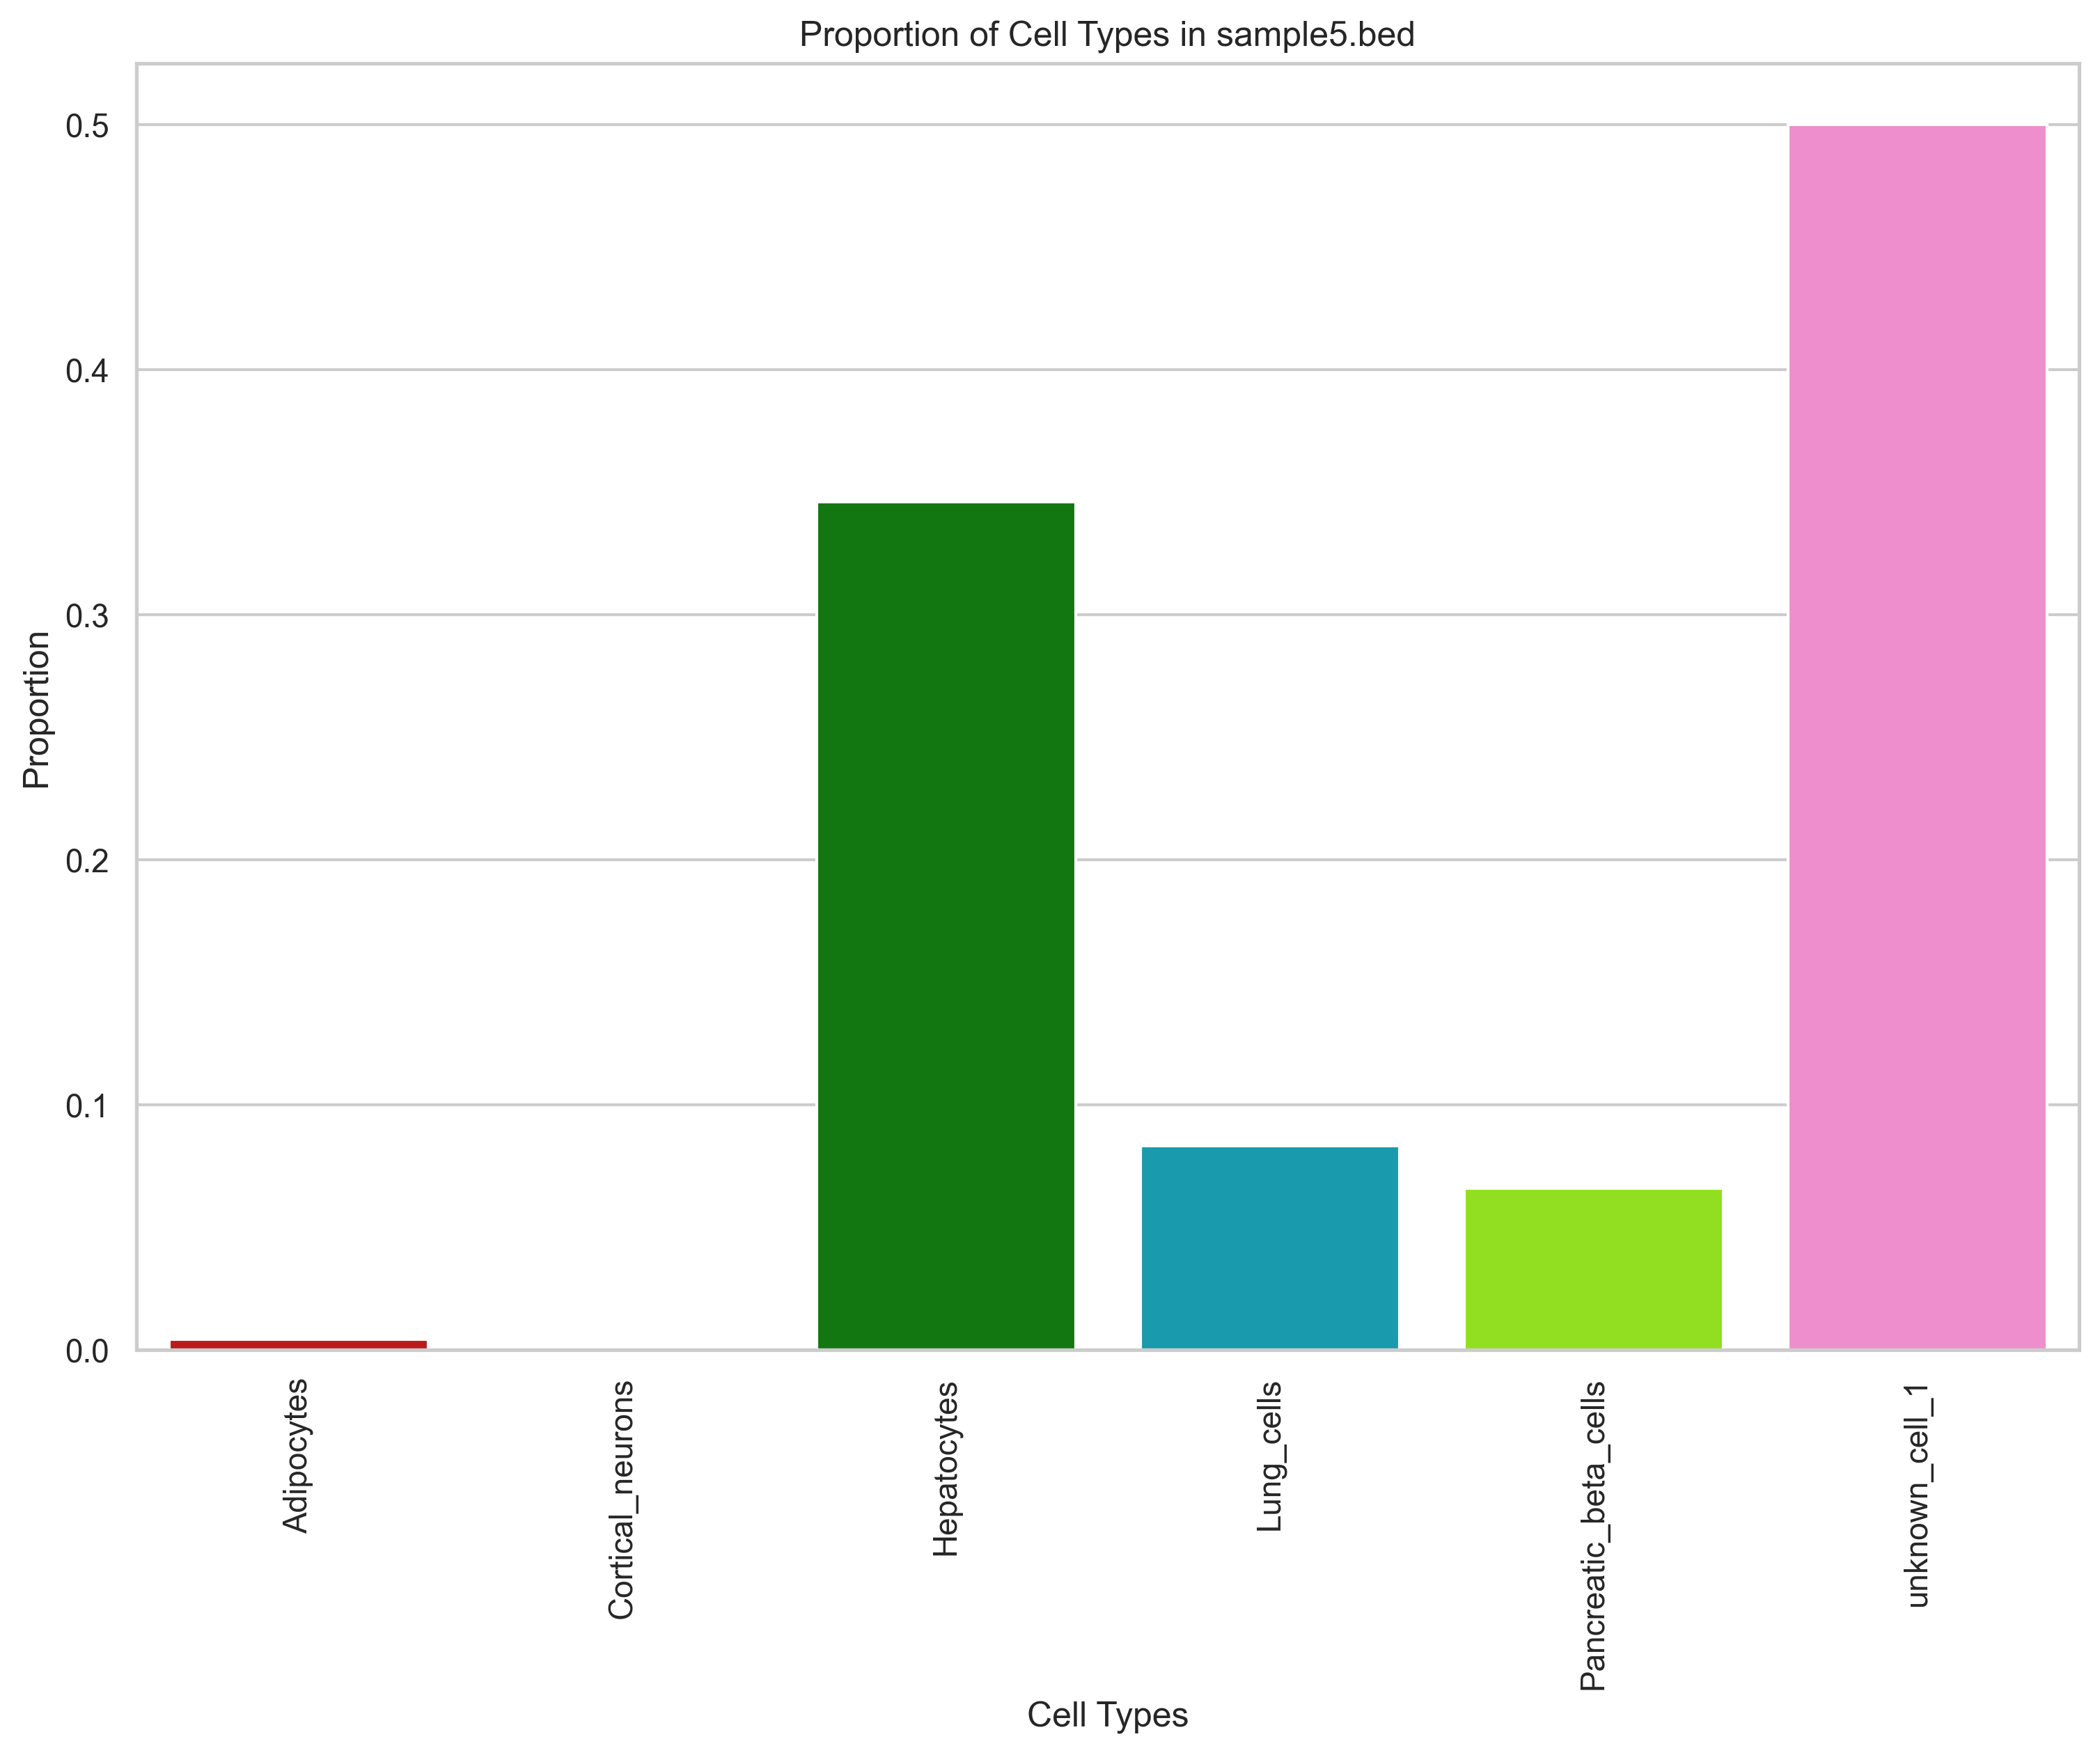 Proportion of Cell Types in sample5.bed
Proportion
0.5
0.4
0.3
0.2
0.1
0.0
Adipocytes
Cortical_neurons
Hepatocytes
Lung_cells
Pancreatic_beta_cells
unknown_cell_1
Cell Types